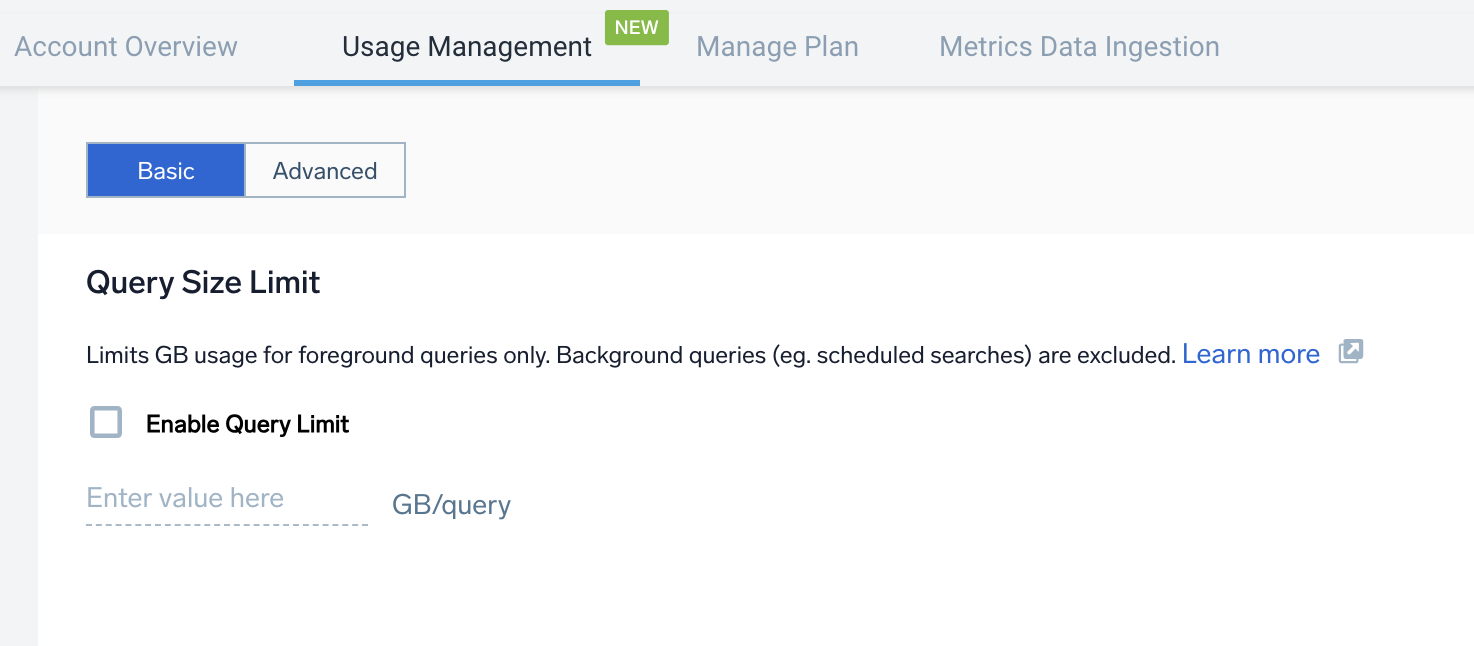 Account Overview Usage Management NEW Manage Plan Metrics Data Ingestion
Basic Advanced
Query Size Limit
Limits GB usage for foreground queries only. Background queries (eg. scheduled searches) are excluded. Learn more
Enable Query Limit
Enter value here GB/query